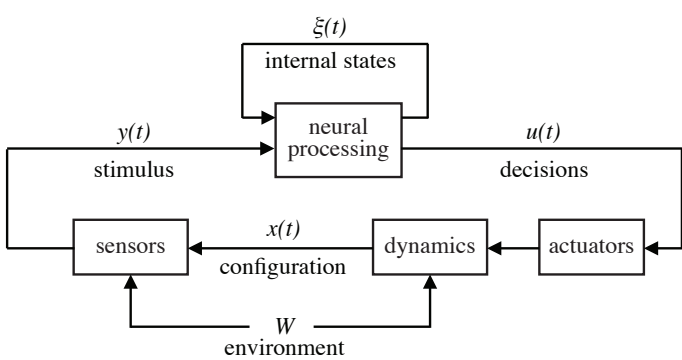 ξ(t)
internal states
neural
processing
y(t)
stimulus
u(t)
decisions
sensors
x(t)
configuration
dynamics
actuators
W
environment